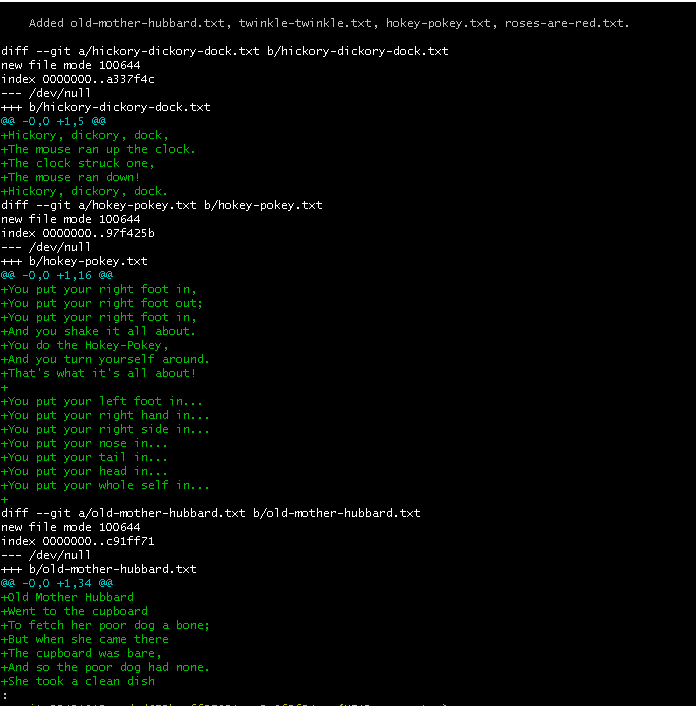 Added old-mother-hubbard.txt, twinkle-twinkle.txt, hokey-pokey.txt, roses-are-red.txt.
diff --git a/hickory-dickory-dock.txt b/hickory-dickory-dock.txt
new file mode 100644
index 0000000..a337f4c
--- /dev/null
+++ b/hickory-dickory-dock.txt
@@ -0,0 +1,5 @@
+Hickory, dickory, dock,
+The mouse ran up the clock.
+The clock struck one,
+The mouse ran down!
+Hickory, dickory, dock.
diff --git a/hokey-pokey.txt b/hokey-pokey.txt
new file mode 100644
index 0000000..97f425b
--- /dev/null
+++ b/hokey-pokey.txt
@@ -0,0 +1,16 @@
+You put your right foot in,
+You put your right foot out;
+You put your right foot in,
+And you shake it all about.
+You do the Hokey-Pokey,
+And you turn yourself around.
+That's what it's all about!
+
+You put your left foot in...
+You put your right hand in...
+You put your right side in...
+You put your nose in...
+You put your tail in...
+You put your head in...
+You put your whole self in...
+
diff --git a/old-mother-hubbard.txt b/old-mother-hubbard.txt
new file mode 100644
index 0000000..c91ff71
--- /dev/null
+++ b/old-mother-hubbard.txt
@@ -0,0 +1,34 @@
+Old Mother Hubbard
+Went to the cupboard
+To fetch her poor dog a bone;
+But when she came there
+The cupboard was bare,
+And so the poor dog had none.
+She took a clean dish
: